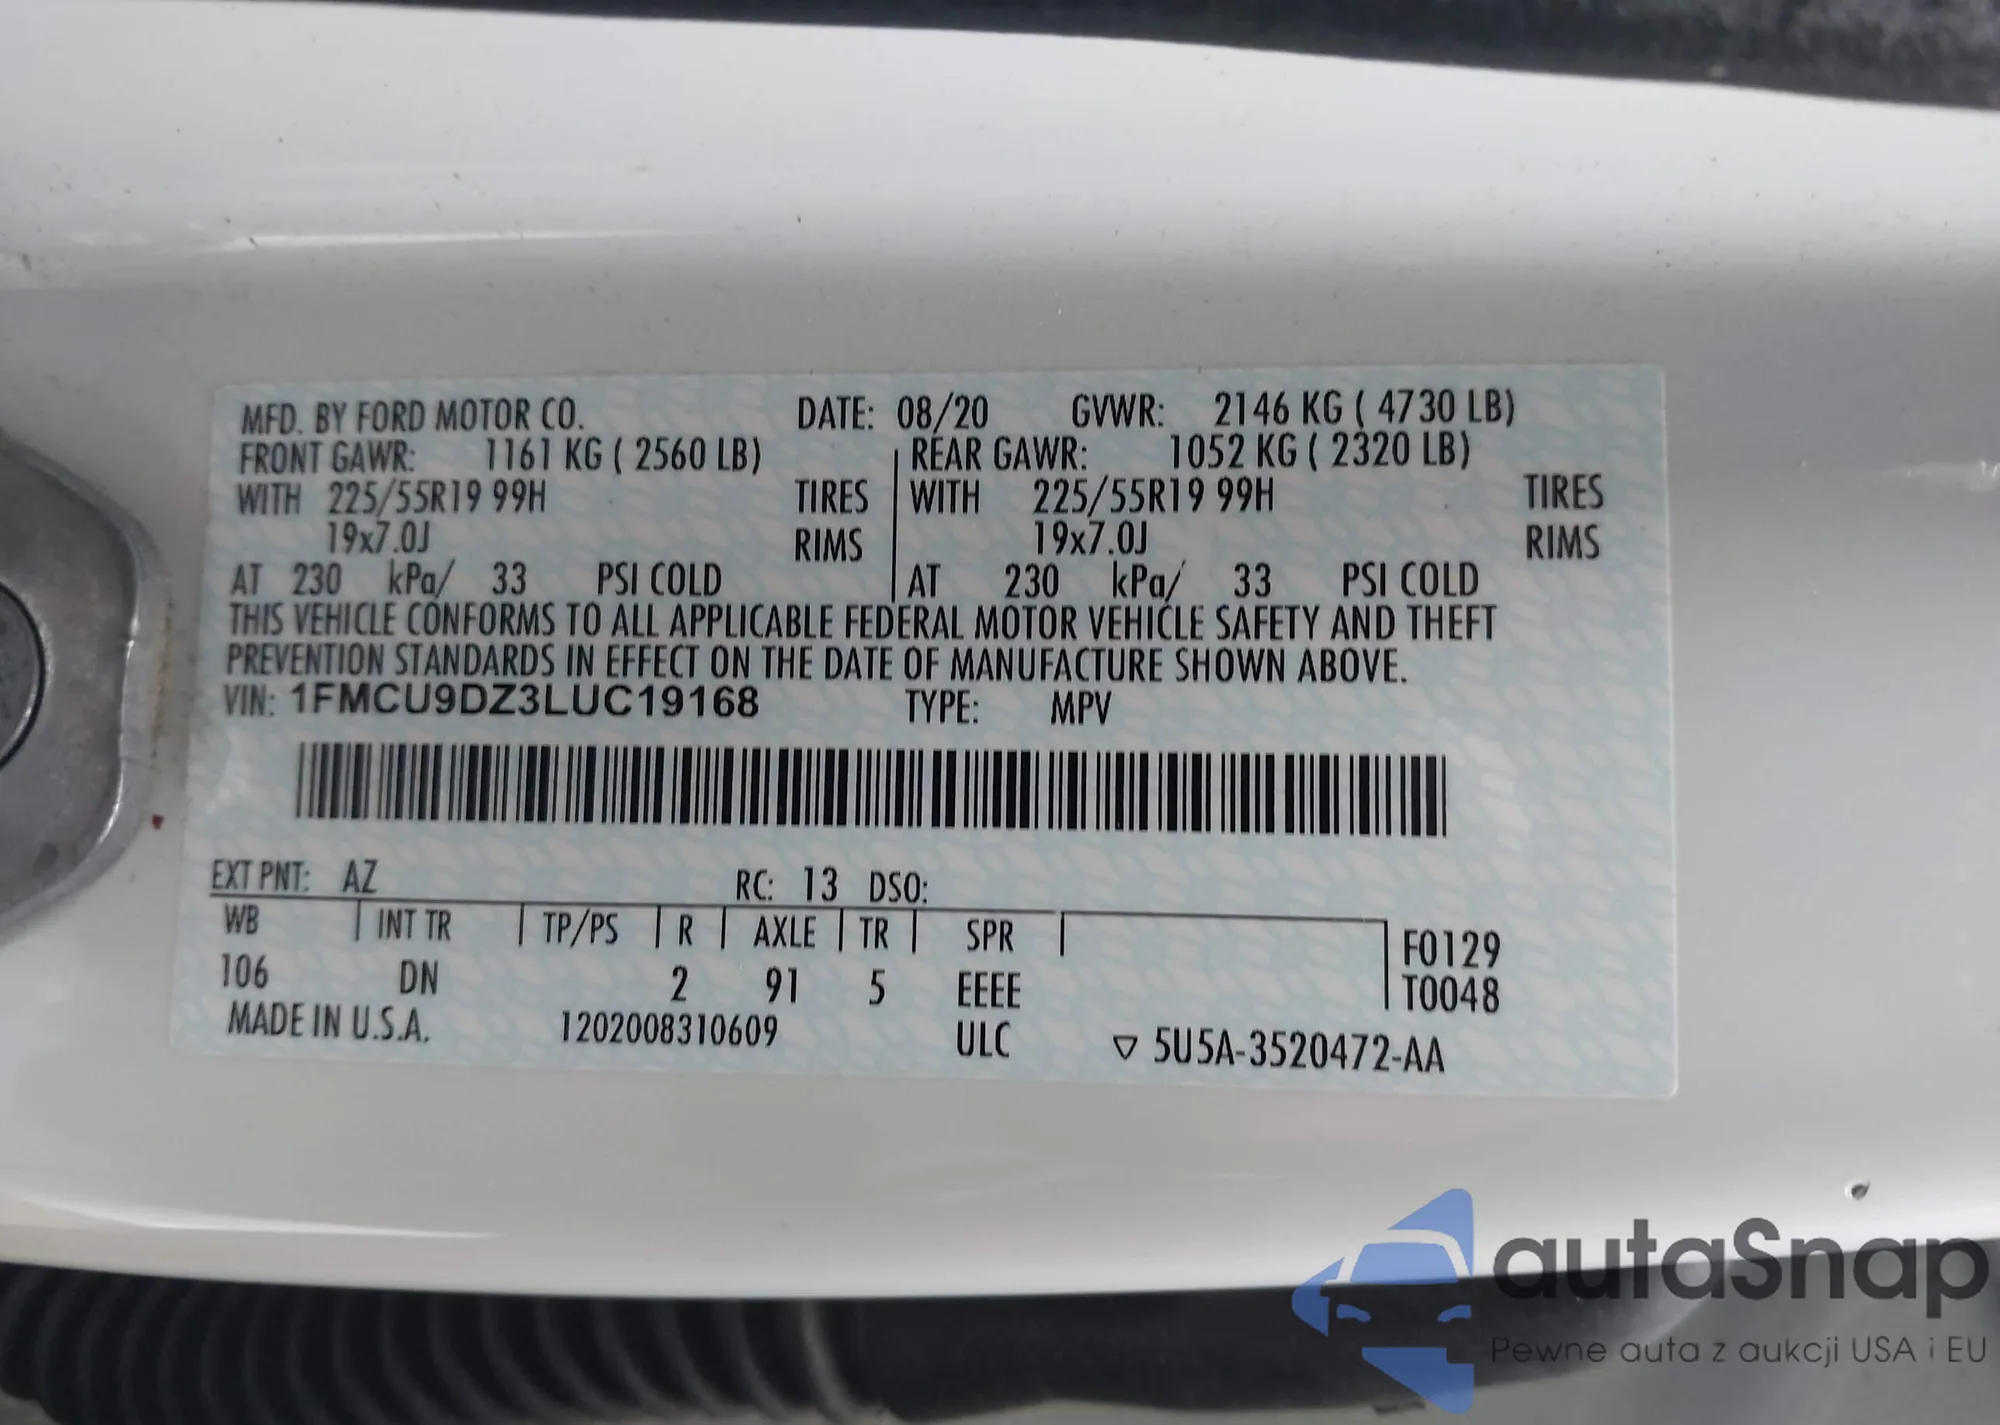 MFD. BY FORD MOTOR CO. DATE: 08/20 GVWR: 2146 KG ( 4730 LB)
FRONT GAWR: 1161 KG ( 2560 LB) REAR GAWR: 1052 KG ( 2320 LB)
WITH 225/55R19 99H TIRES WITH 225/55R19 99H TIRES
19x7.0J RIMS 19x7.0J RIMS
AT 230 kPa/ 33 PSI COLD AT 230 kPa/ 33 PSI COLD
THIS VEHICLE CONFORMS TO ALL APPLICABLE FEDERAL MOTOR VEHICLE SAFETY AND THEFT
PREVENTION STANDARDS IN EFFECT ON THE DATE OF MANUFACTURE SHOWN ABOVE.
VIN: 1FMCU9DZ3LUC19168 TYPE: MPV
EXT PNT: AZ RC: 13 DSO:
WB INT TR TP/PS R AXLE TR SPR F0129
106 DN 2 91 5 EEEE T0048
MADE IN U.S.A. 1202008310609 ULC ▽ 5U5A-3520472-AA
autaSnap
Pewne auta z aukcji USA i EU